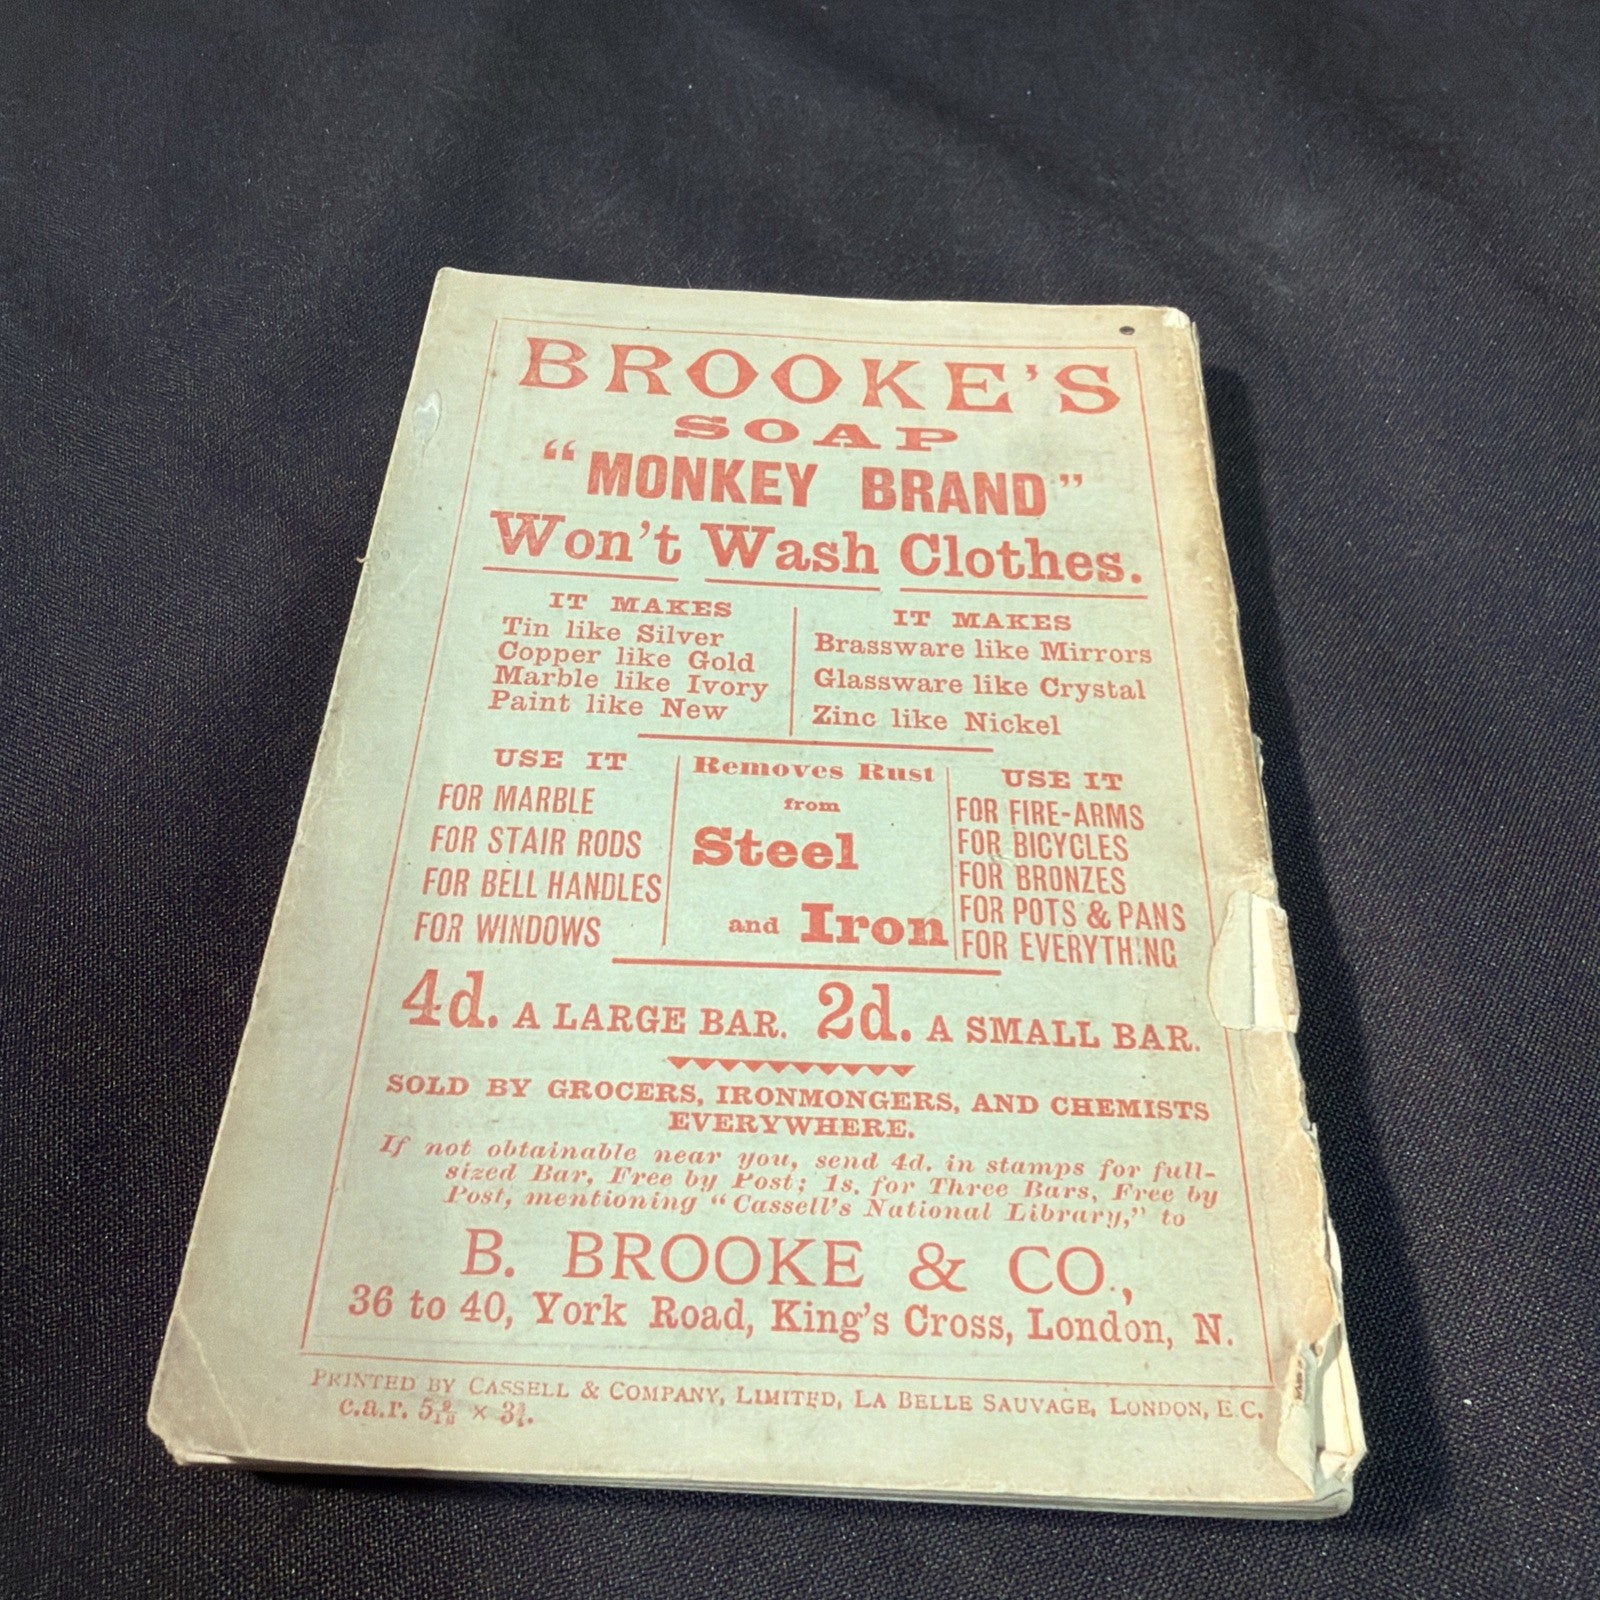 BROOKE'S
SOAP
"MONKEY BRAND"
Won't Wash Clothes.
IT MAKES
Tin like Silver
Copper like Gold
Marble like Ivory
Paint like New
IT MAKES
Brassware like Mirrors
Glassware like Crystal
Zinc like Nickel
USE IT
FOR MARBLE
FOR STAIR RODS
FOR BELL HANDLES
FOR WINDOWS
Removes Rust
from
Steel
and Iron
USE IT
FOR FIRE-ARMS
FOR BICYCLES
FOR BRONZES
FOR POTS & PANS
FOR EVERYTHING
4d. A LARGE BAR. 2d. A SMALL BAR.
SOLD BY GROCERS, IRONMONGERS, AND CHEMISTS
EVERYWHERE.
If not obtainable near you, send 4d. in stamps for full-
sized Bar, Free by Post; 1s. for Three Bars, Free by
Post, mentioning "Cassell's National Library," to
B. BROOKE & CO.,
36 to 40, York Road, King's Cross, London, N.
PRINTED BY CASSELL & COMPANY, LIMITED, LA BELLE SAUVAGE, LONDON, E.C.
c.a.r. 5 9/16 × 3¾.